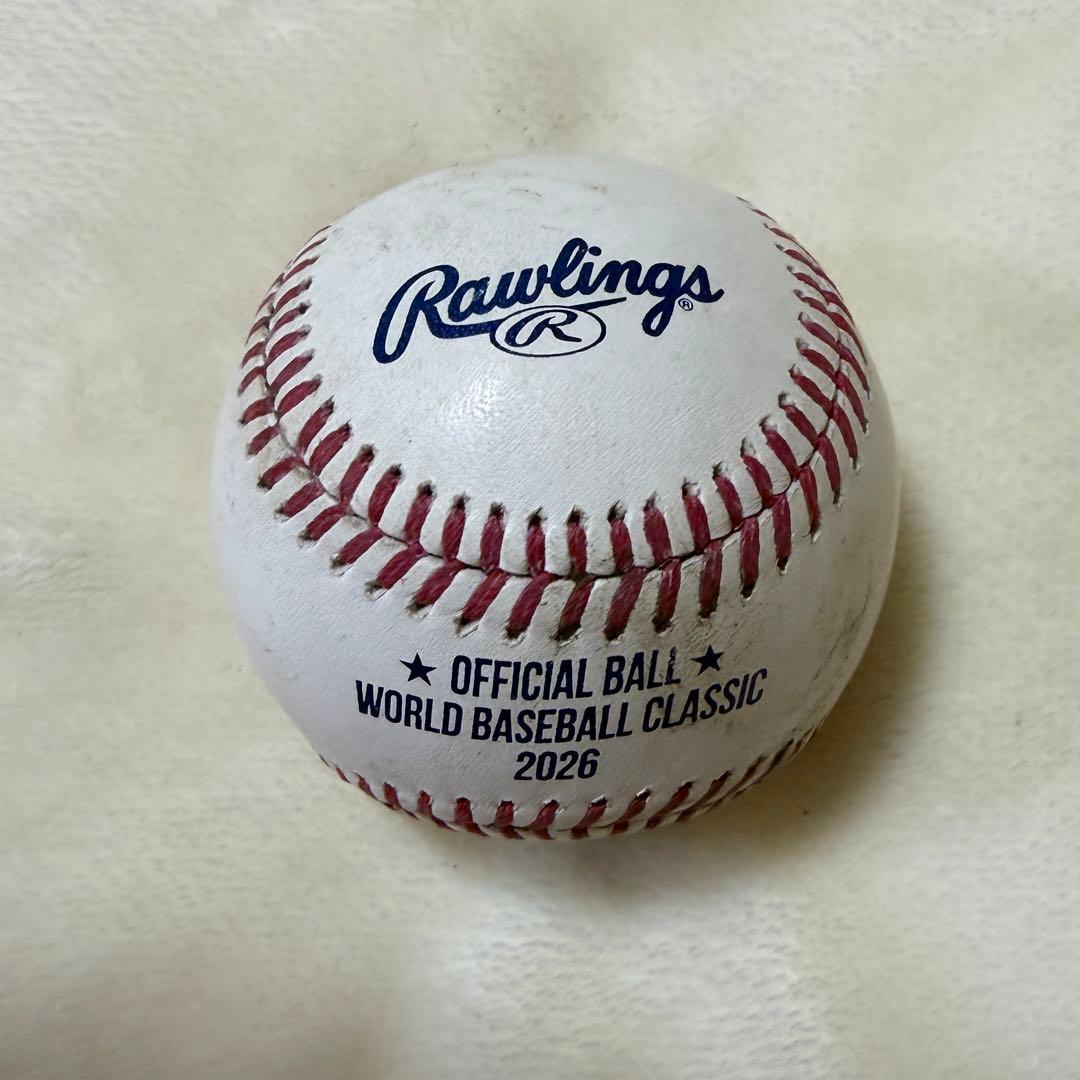 Rawlings®
R
★ OFFICIAL BALL ★
WORLD BASEBALL CLASSIC
2026